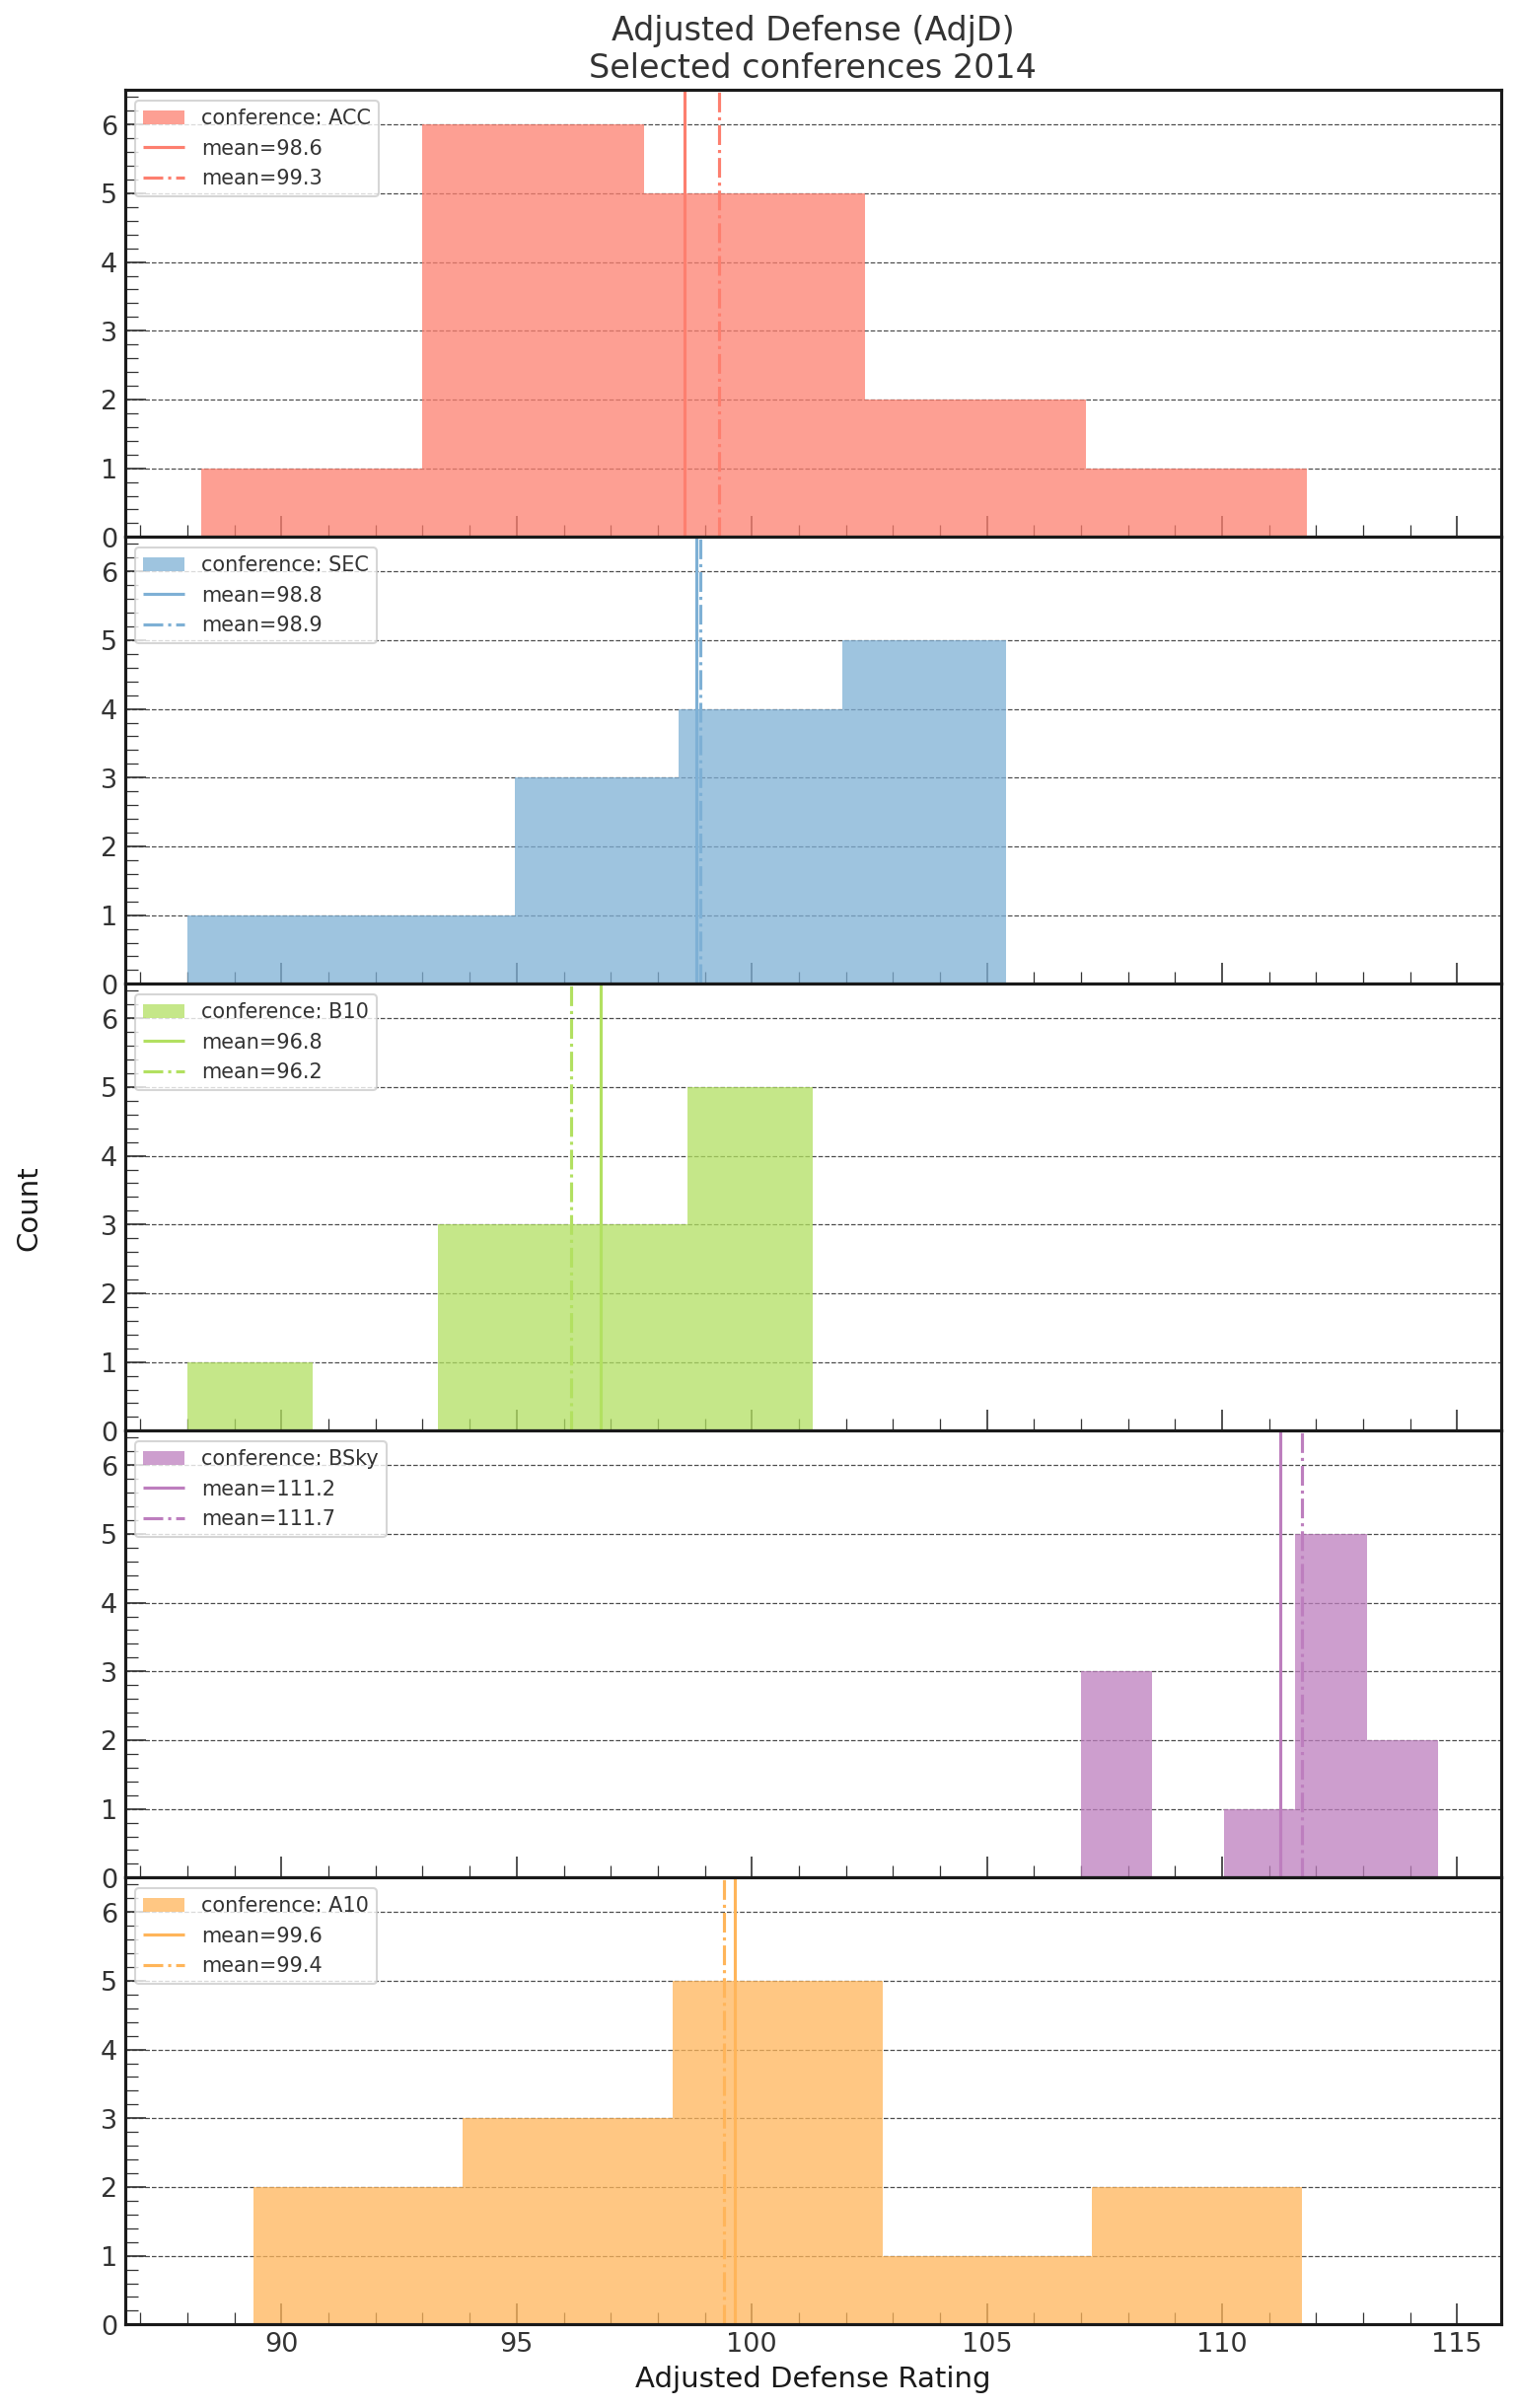 Adjusted Defense (AdjD)
Selected conferences 2014
conference: ACC
mean=98.6
mean=99.3
6
5
4
3
2
1
0
conference: SEC
mean=98.8
mean=98.9
6
5
4
3
2
1
0
conference: B10
mean=96.8
mean=96.2
6
5
4
3
2
1
0
Count
conference: BSky
mean=111.2
mean=111.7
6
5
4
3
2
1
0
conference: A10
mean=99.6
mean=99.4
6
5
4
3
2
1
0
90 95 100 105 110 115
Adjusted Defense Rating